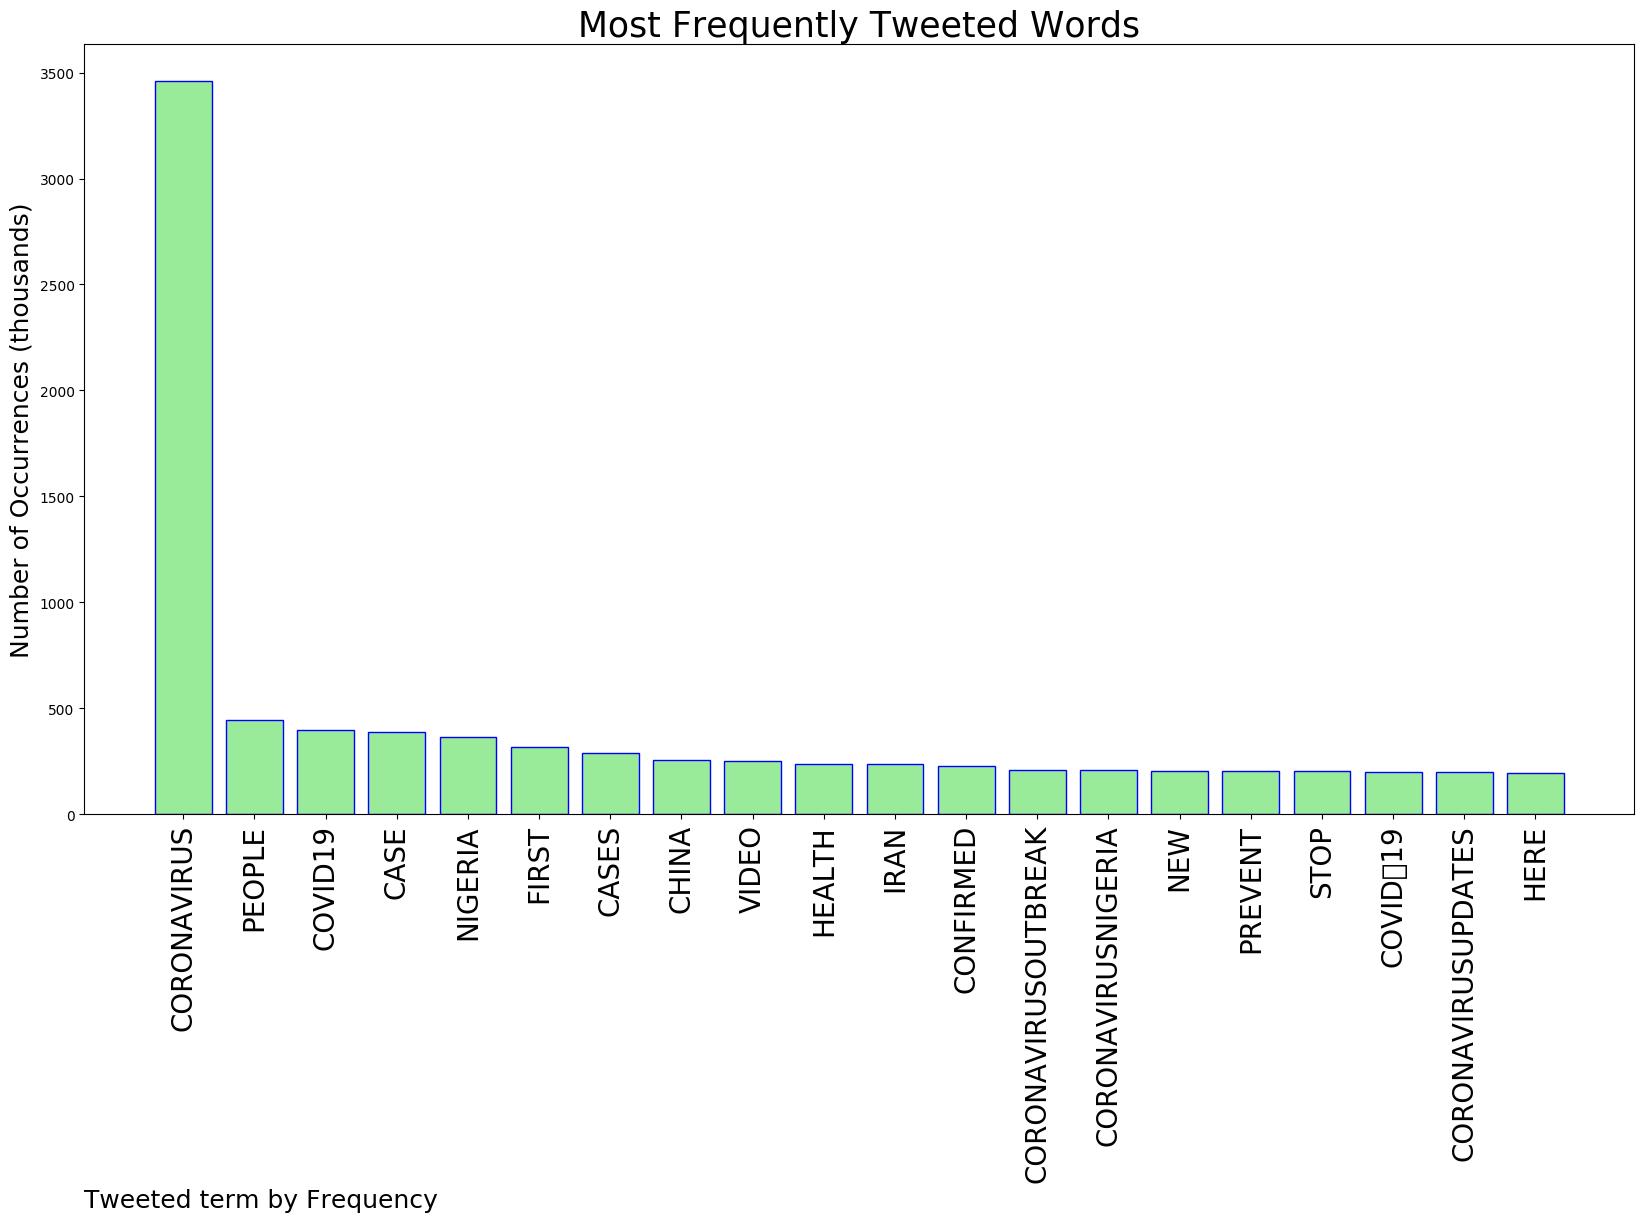 Most Frequently Tweeted Words
Number of Occurrences (thousands)
3500
3000
2500
2000
1500
1000
500
0
CORONAVIRUS
PEOPLE
COVID19
CASE
NIGERIA
FIRST
CASES
CHINA
VIDEO
HEALTH
IRAN
CONFIRMED
CORONAVIRUSOUTBREAK
CORONAVIRUSNIGERIA
NEW
PREVENT
STOP
COVID▯19
CORONAVIRUSUPDATES
HERE
Tweeted term by Frequency